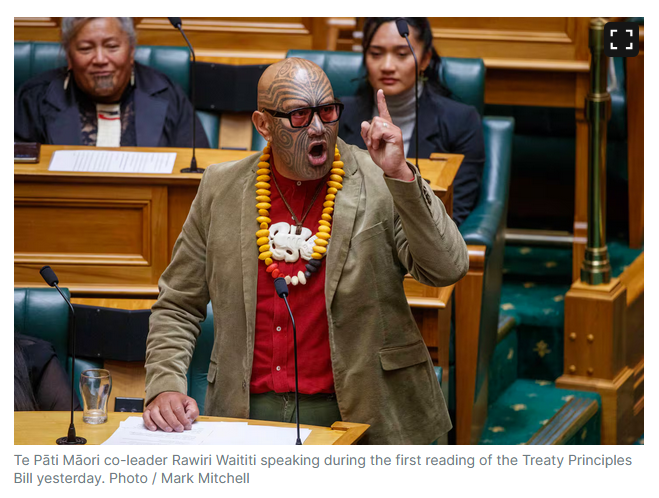 Te Pāti Māori co-leader Rawiri Waititi speaking during the first reading of the Treaty Principles
Bill yesterday. Photo / Mark Mitchell